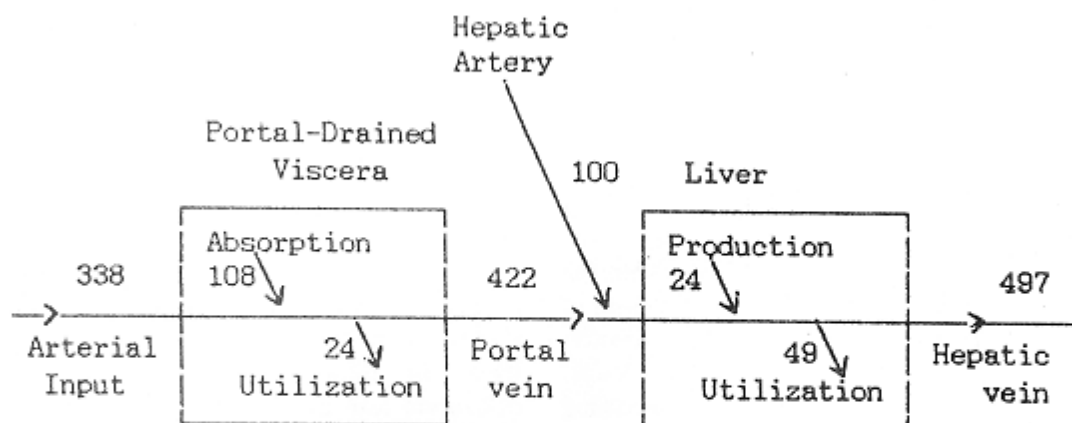 Hepatic
Artery
Portal-Drained
Viscera
100
Liver
Absorption
108
Production
24
338
422
497
Arterial
Input
24
Utilization
Portal
vein
49
Utilization
Hepatic
vein